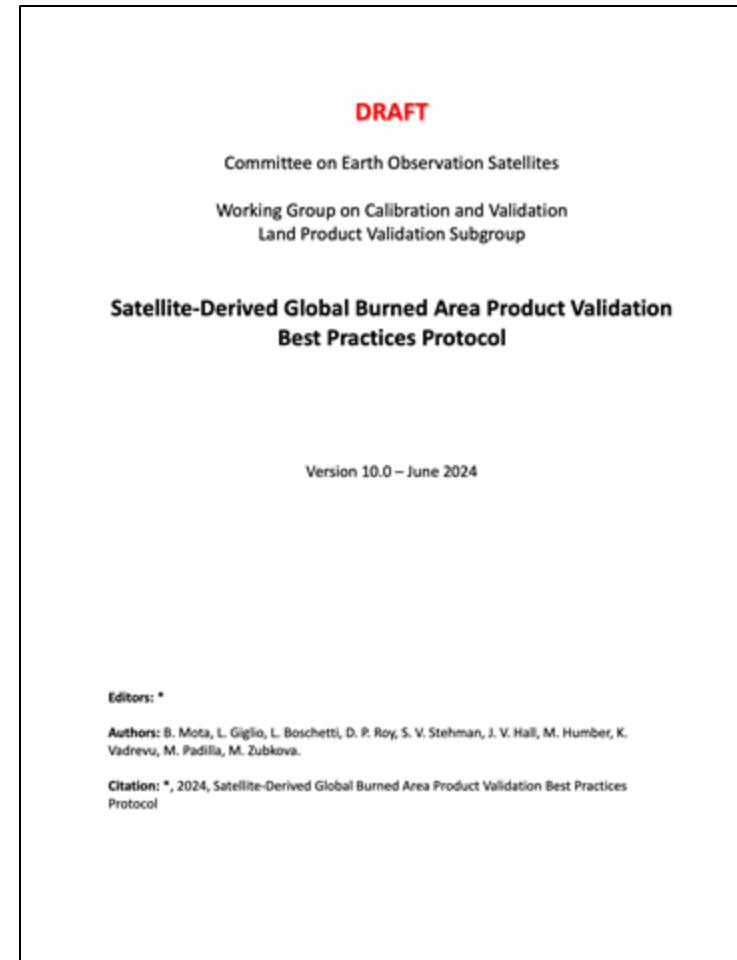 DRAFT
Committee on Earth Observation Satellites
Working Group on Calibration and Validation
Land Product Validation Subgroup
Satellite-Derived Global Burned Area Product Validation
Best Practices Protocol
Version 10.0 – June 2024
Editors: *
Authors: B. Mota, L. Giglio, L. Boschetti, D. P. Roy, S. V. Stehman, J. V. Hall, M. Humber, K.
Vadrevu, M. Padilla, M. Zubkova.
Citation: *, 2024, Satellite-Derived Global Burned Area Product Validation Best Practices
Protocol